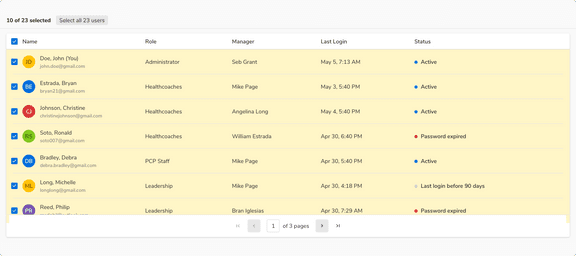 10 of 23 selected Select all 23 users
Name Role Manager Last Login Status
JD Doe, John (You) Administrator Seb Grant May 5, 7:13 AM Active
john.doe@gmail.com
BE Estrada, Bryan Healthcoaches Mike Page May 3, 5:40 PM Active
bryan21@gmail.com
CJ Johnson, Christine Healthcoaches Angelina Long May 4, 5:40 PM Active
christinejohnson@gmail.com
RS Soto, Ronald Healthcoaches William Estrada Apr 30, 6:40 PM Password expired
soto007@gmail.com
DB Bradley, Debra PCP Staff Mike Page Apr 30, 5:40 PM Active
debra.bradley@gmail.com
ML Long, Michelle Leadership Mike Page Apr 30, 4:18 PM Last login before 90 days
longlong@gmail.com
PR Reed, Philip Leadership Bran Iglesias Apr 30, 7:29 AM Password expired
1 of 3 pages